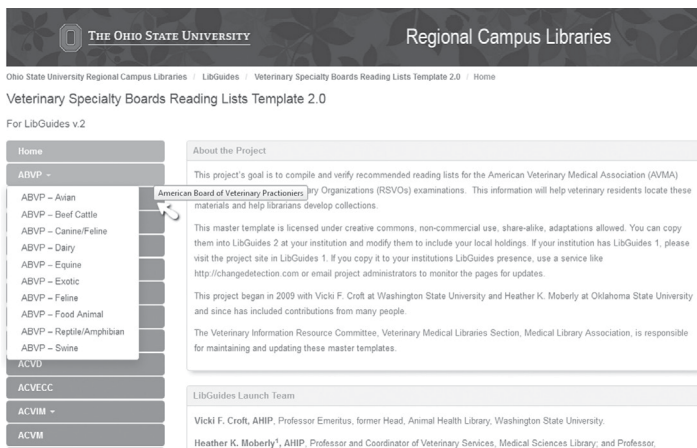 THE OHIO STATE UNIVERSITY
Regional Campus Libraries
Ohio State University Regional Campus Libraries / LibGuides / Veterinary Specialty Boards Reading Lists Template 2.0 / Home
Veterinary Specialty Boards Reading Lists Template 2.0
For LibGuides v.2
Home
ABVP
American Board of Veterinary Practioners
ABVP – Avian
ABVP – Beef Cattle
ABVP – Canine/Feline
ABVP – Dairy
ABVP – Equine
ABVP – Exotic
ABVP – Feline
ABVP – Food Animal
ABVP – Reptile/Amphibian
ABVP – Swine
ACVD
ACVECC
ACVIM
ACVM
About the Project
This project's goal is to compile and verify recommended reading lists for the American Veterinary Medical Association (AVMA)
ary Organizations (RSVOs) examinations. This information will help veterinary residents locate these
materials and help librarians develop collections.
This master template is licensed under creative commons, non-commercial use, share-alike, adaptations allowed. You can copy
them into LibGuides 2 at your institution and modify them to include your local holdings. If your institution has LibGuides 1, please
visit the project site in LibGuides 1. If you copy it to your institutions LibGuides presence, use a service like
http://changedetection.com or email project administrators to monitor the pages for updates.
This project began in 2009 with Vicki F. Croft at Washington State University and Heather K. Moberly at Oklahoma State University
and since has included contributions from many people.
The Veterinary Information Resource Committee, Veterinary Medical Libraries Section, Medical Library Association, is responsible
for maintaining and updating these master templates.
LibGuides Launch Team
Vicki F. Croft, AHIP, Professor Emeritus, former Head, Animal Health Library, Washington State University.
Heather K. Moberly¹, AHIP, Professor and Coordinator of Veterinary Services, Medical Sciences Library; and Professor,